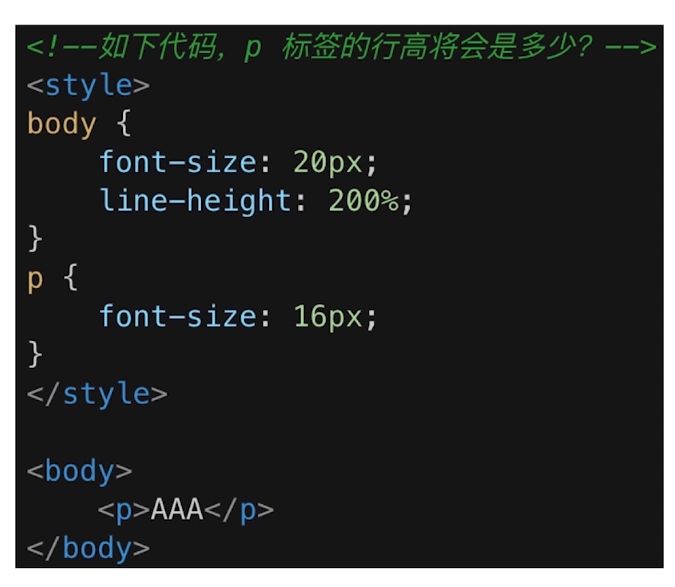 <!--如下代码，p 标签的行高将会是多少？-->
<style>
body {
    font-size: 20px;
    line-height: 200%;
}
p {
    font-size: 16px;
}
</style>

<body>
    <p>AAA</p>
</body>